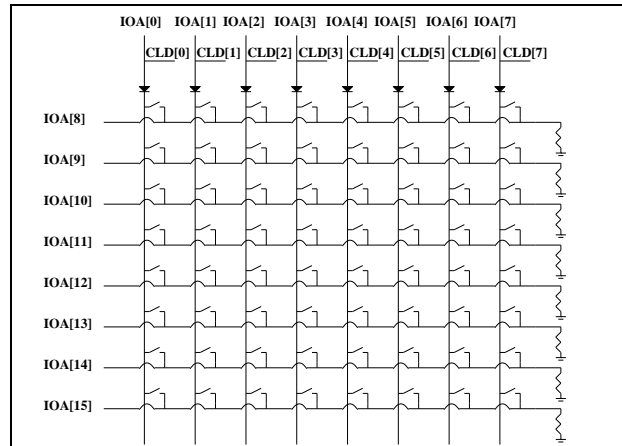 IOA[0] IOA[1] IOA[2] IOA[3] IOA[4] IOA[5] IOA[6] IOA[7]
CLD[0] CLD[1] CLD[2] CLD[3] CLD[4] CLD[5] CLD[6] CLD[7]
IOA[8]
IOA[9]
IOA[10]
IOA[11]
IOA[12]
IOA[13]
IOA[14]
IOA[15]